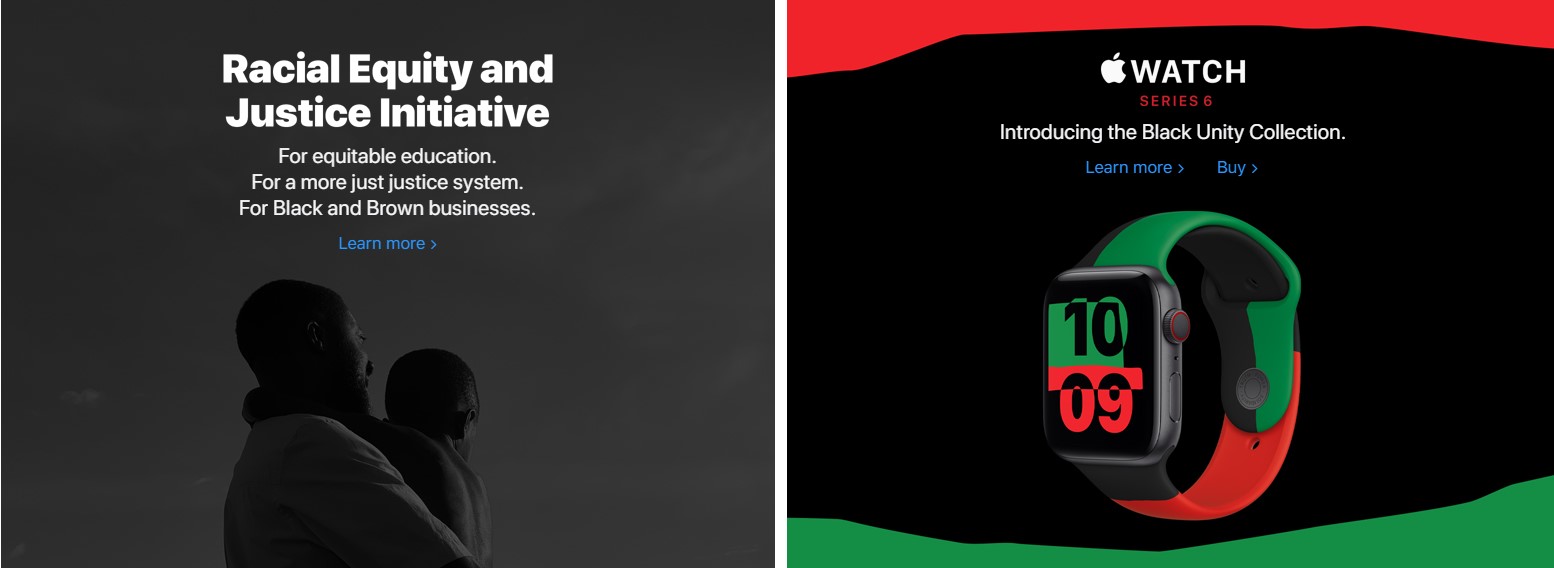 Racial Equity and
Justice Initiative
For equitable education.
For a more just justice system.
For Black and Brown businesses.
Learn more >
WATCH
SERIES 6
Introducing the Black Unity Collection.
Learn more > Buy >
10
09